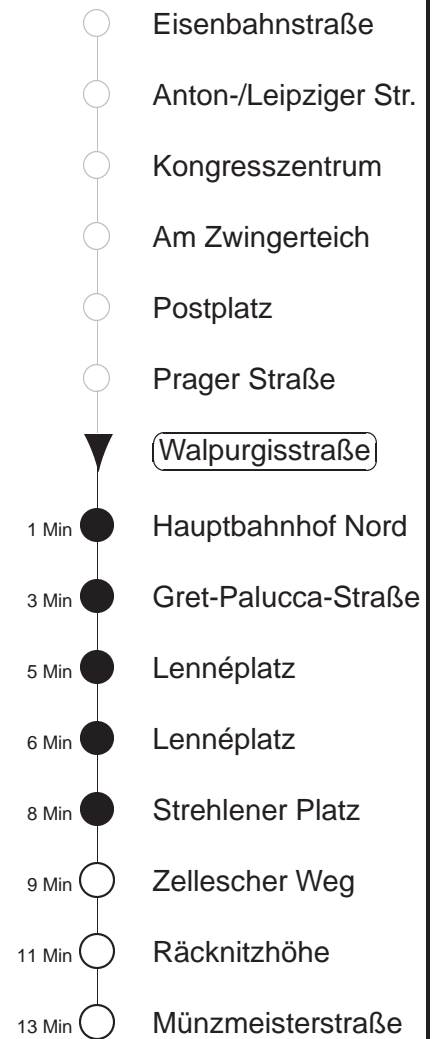 Eisenbahnstraße
Anton-/Leipziger Str.
Kongresszentrum
Am Zwingerteich
Postplatz
Prager Straße
Walpurgisstraße
1 Min Hauptbahnhof Nord
3 Min Gret-Palucca-Straße
5 Min Lennéplatz
6 Min Lennéplatz
8 Min Strehlener Platz
9 Min Zellescher Weg
11 Min Räcknitzhöhe
13 Min Münzmeisterstraße